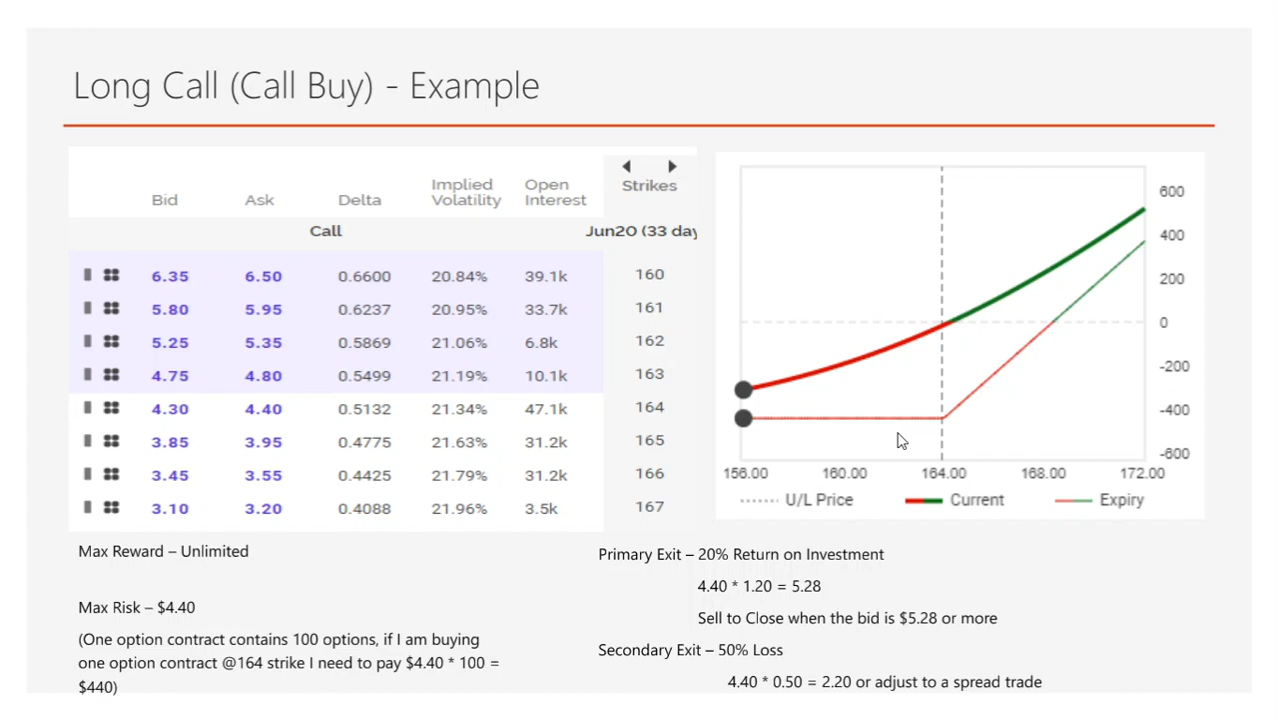 Long Call (Call Buy) - Example
Strikes
Bid Ask Delta Implied Volatility Open Interest
Call Jun20 (33 day
6.35 6.50 0.6600 20.84% 39.1k 160
5.80 5.95 0.6237 20.95% 33.7k 161
5.25 5.35 0.5869 21.06% 6.8k 162
4.75 4.80 0.5499 21.19% 10.1k 163
4.30 4.40 0.5132 21.34% 47.1k 164
3.85 3.95 0.4775 21.63% 31.2k 165
3.45 3.55 0.4425 21.79% 31.2k 166
3.10 3.20 0.4088 21.96% 3.5k 167
600
400
200
0
-200
-400
-600
156.00 160.00 164.00 168.00 172.00
U/L Price Current Expiry
Max Reward – Unlimited
Max Risk – $4.40
(One option contract contains 100 options, if I am buying
one option contract @164 strike I need to pay $4.40 * 100 =
$440)
Primary Exit – 20% Return on Investment
4.40 * 1.20 = 5.28
Sell to Close when the bid is $5.28 or more
Secondary Exit – 50% Loss
4.40 * 0.50 = 2.20 or adjust to a spread trade